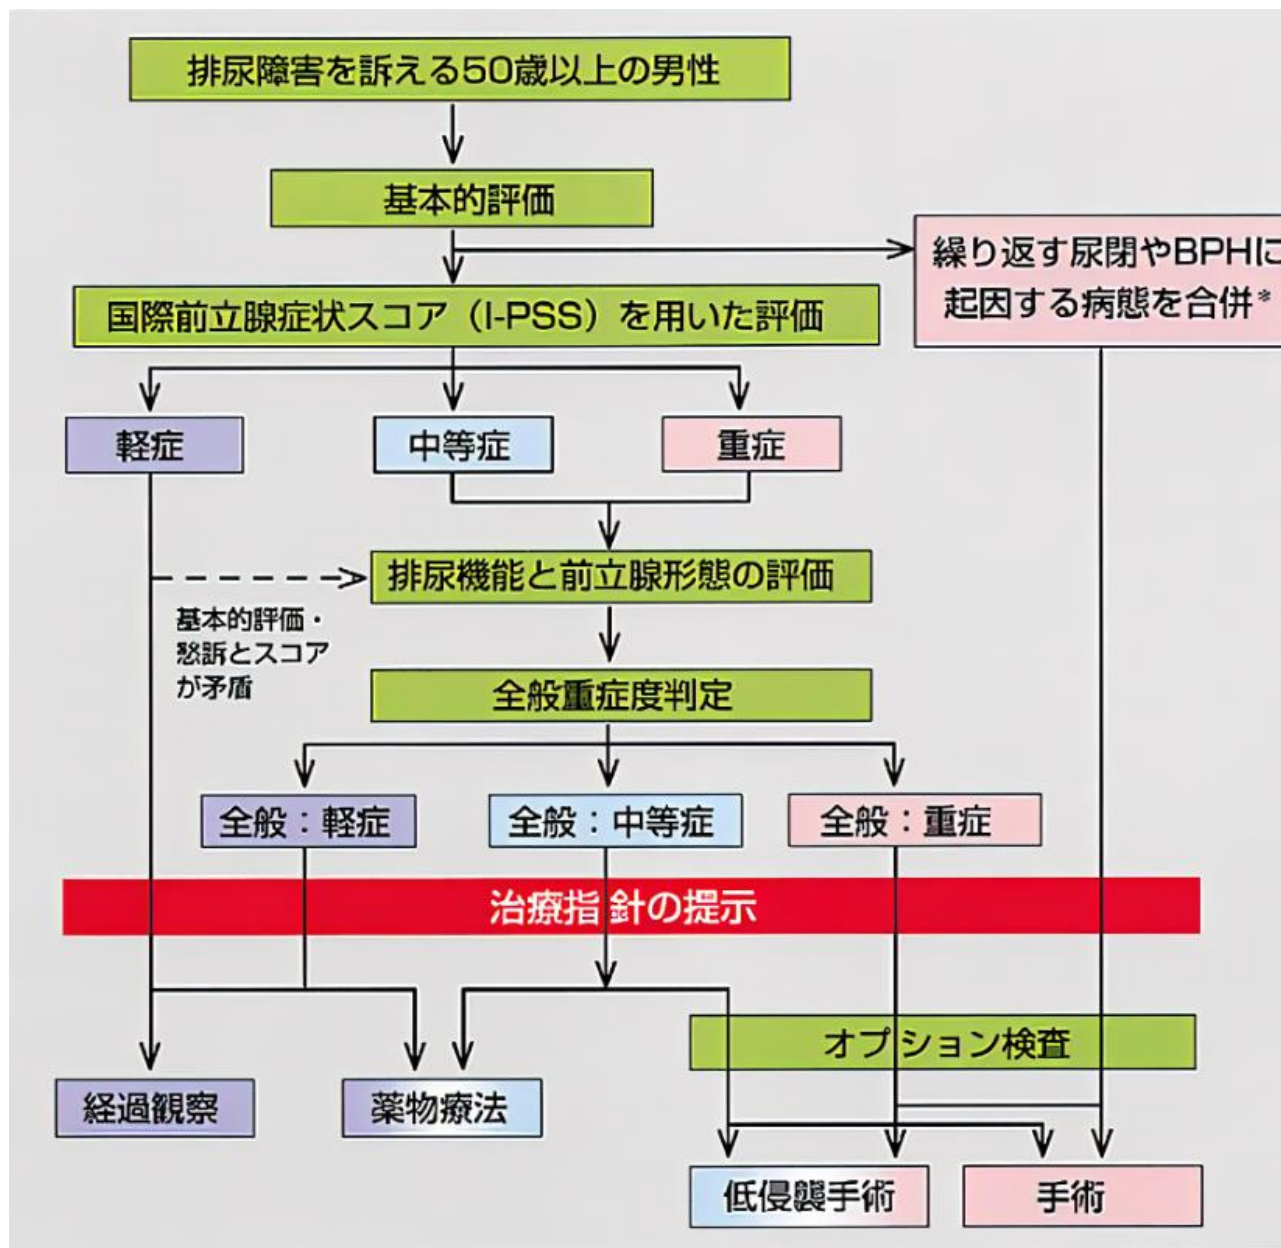 排尿障害を訴える50歳以上の男性
基本的評価
繰り返す尿閉やBPHに
起因する病態を合併*
国際前立腺症状スコア（I-PSS）を用いた評価
軽症
中等症
重症
排尿機能と前立腺形態の評価
基本的評価・
愁訴とスコア
が矛盾
全般重症度判定
全般：軽症
全般：中等症
全般：重症
治療指針の提示
オプション検査
経過観察
薬物療法
低侵襲手術
手術